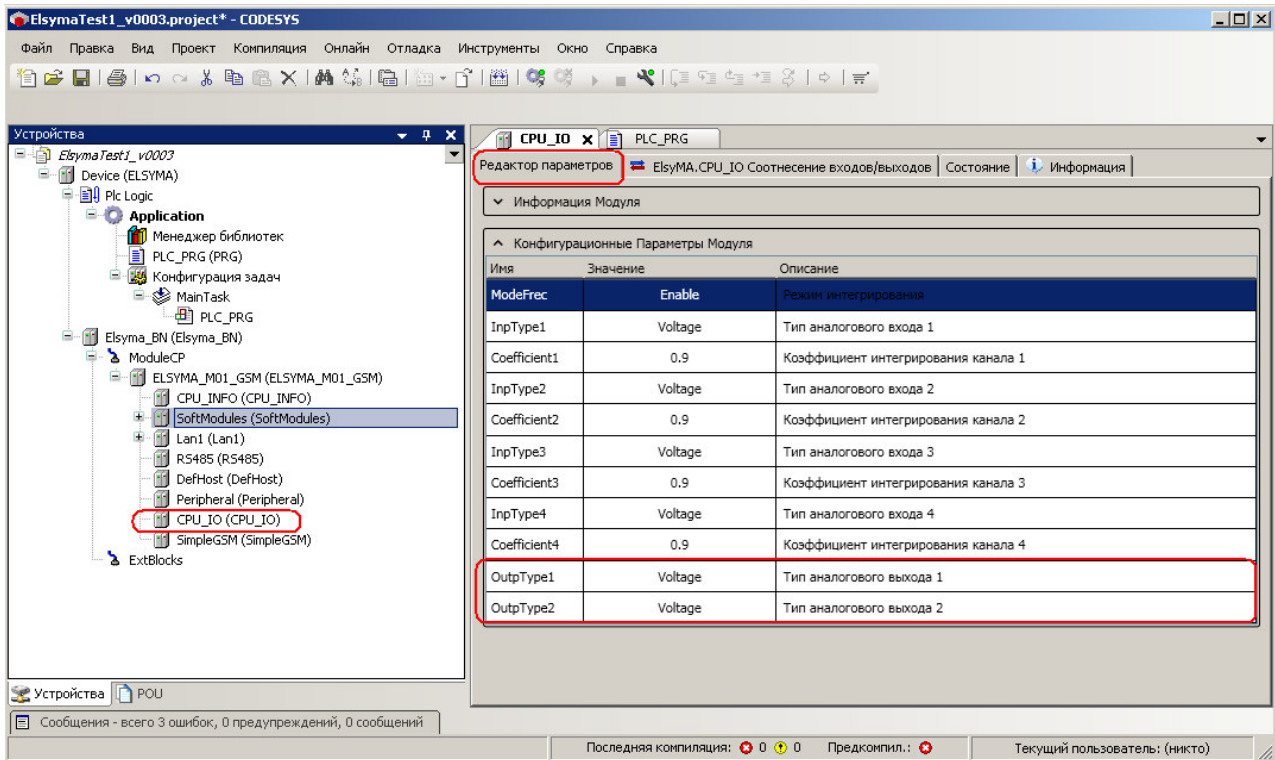 ElsymaTest1_v0003.project* - CODESYS
Файл Правка Вид Проект Компиляция Онлайн Отладка Инструменты Окно Справка
Устройства
ElsymaTest1_v0003
Device (ELSYMA)
Plc Logic
Application
Менеджер библиотек
PLC_PRG (PRG)
Конфигурация задач
MainTask
PLC_PRG
Elsyma_BN (Elsyma_BN)
ModuleCP
ELSYMA_M01_GSM (ELSYMA_M01_GSM)
CPU_INFO (CPU_INFO)
SoftModules (SoftModules)
Lan1 (Lan1)
RS485 (RS485)
DefHost (DefHost)
Peripheral (Peripheral)
CPU_IO (CPU_IO)
SimpleGSM (SimpleGSM)
ExtBlocks
Устройства POU
CPU_IO PLC_PRG
Редактор параметров ElsyMA.CPU_IO Соотнесение входов/выходов Состояние Информация
Информация Модуля
Конфигурационные Параметры Модуля
Имя Значение Описание
ModeFrec Enable Режим интегрирования
InpType1 Voltage Тип аналогового входа 1
Coefficient1 0.9 Коэффициент интегрирования канала 1
InpType2 Voltage Тип аналогового входа 2
Coefficient2 0.9 Коэффициент интегрирования канала 2
InpType3 Voltage Тип аналогового входа 3
Coefficient3 0.9 Коэффициент интегрирования канала 3
InpType4 Voltage Тип аналогового входа 4
Coefficient4 0.9 Коэффициент интегрирования канала 4
OutpType1 Voltage Тип аналогового выхода 1
OutpType2 Voltage Тип аналогового выхода 2
Сообщения - всего 3 ошибок, 0 предупреждений, 0 сообщений
Последняя компиляция: 0 0 Предкомпил.: Текущий пользователь: (никто)